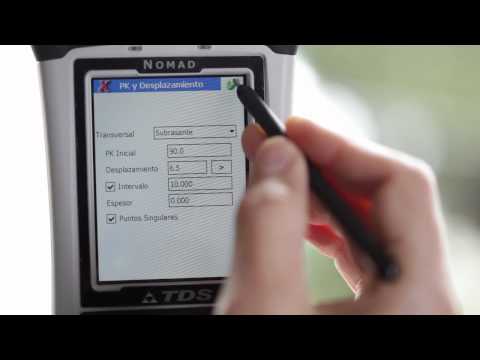 NOMAD
PK y Desplazamiento
Transversal Subrasante
PK Inicial 90.0
Desplazamiento 6.5 >
Intervalo 10.000
Espesor 0.000
Puntos Singulares
TDS